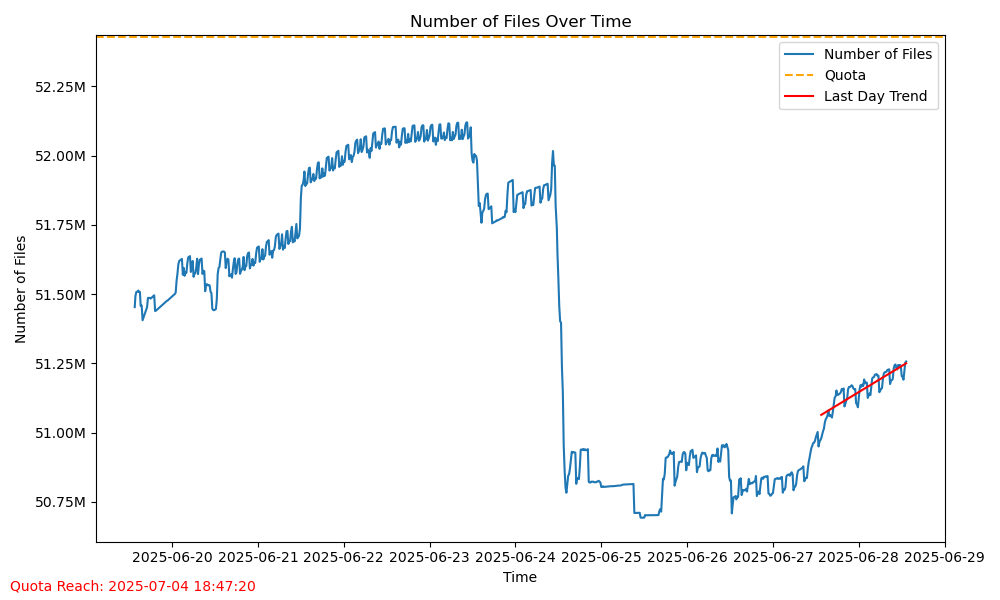 Number of Files Over Time
Number of Files
Quota
Last Day Trend
52.25M
52.00M
51.75M
51.50M
51.25M
51.00M
50.75M
Number of Files
2025-06-20 2025-06-21 2025-06-22 2025-06-23 2025-06-24 2025-06-25 2025-06-26 2025-06-27 2025-06-28 2025-06-29
Time
Quota Reach: 2025-07-04 18:47:20